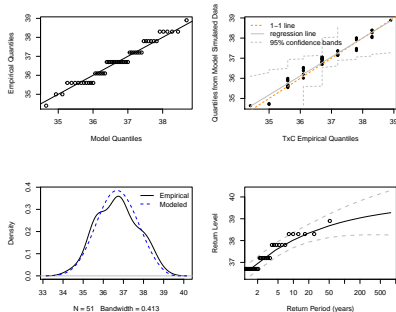 Empirical Quantiles
34 35 36 37 38 39
35 36 37 38
Model Quantiles
Quantiles from Model Simulated Data
35 36 37 38 39
1−1 line
regression line
95% confidence bands
35 36 37 38 39
TxC Empirical Quantiles
Density
0.0 0.1 0.2 0.3 0.4
Empirical
Modeled
33 34 35 36 37 38 39 40
N = 51 Bandwidth = 0.413
Return Level
37 38 39 40
2 5 10 20 50 200 500
Return Period (years)